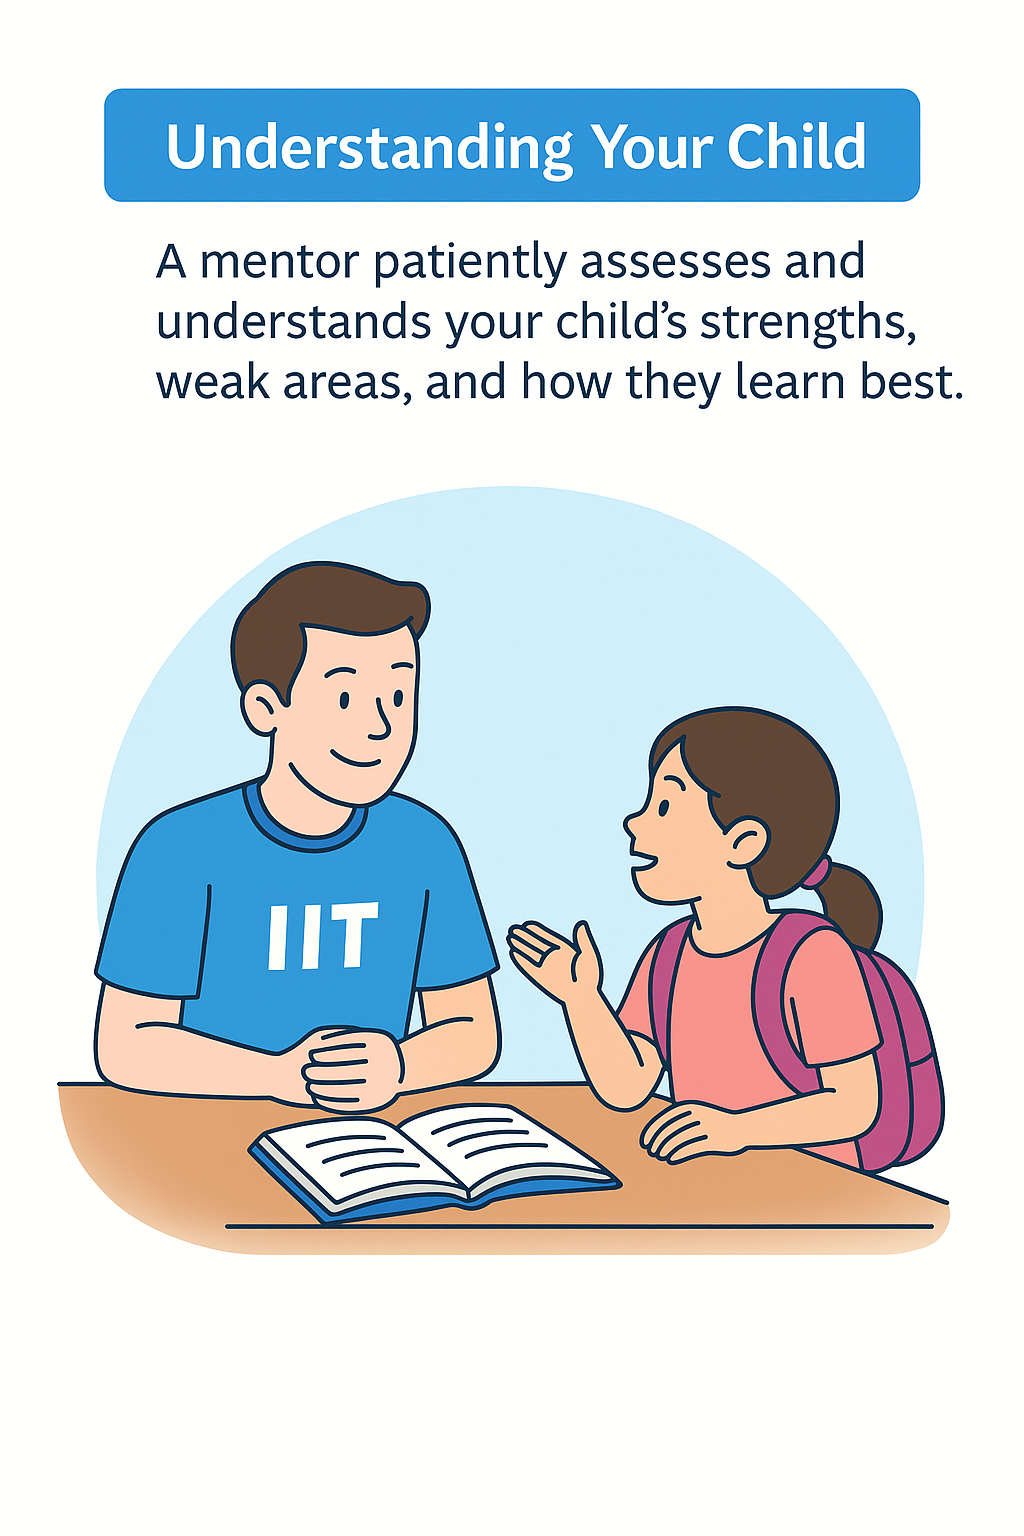 Understanding Your Child
A mentor patiently assesses and
understands your child’s strengths,
weak areas, and how they learn best.
IIT